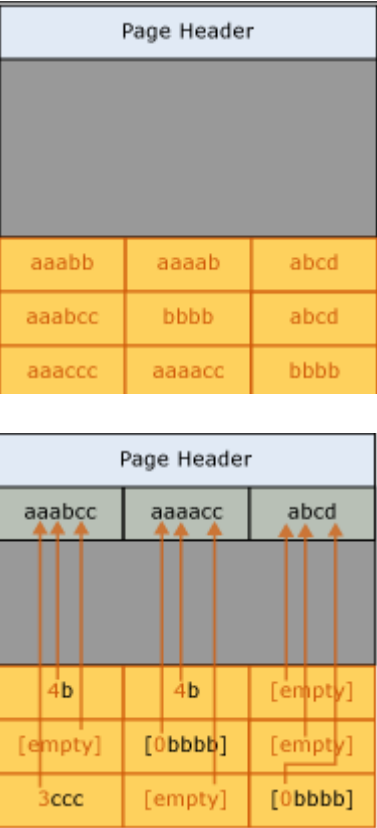 Page Header
aaabb aaaab abcd
aaabcc bbbb abcd
aaaccc aaaacc bbbb
Page Header
aaabcc aaaacc abcd
4b 4b [empty]
[empty] [0bbbb] [empty]
3ccc [empty] [0bbbb]